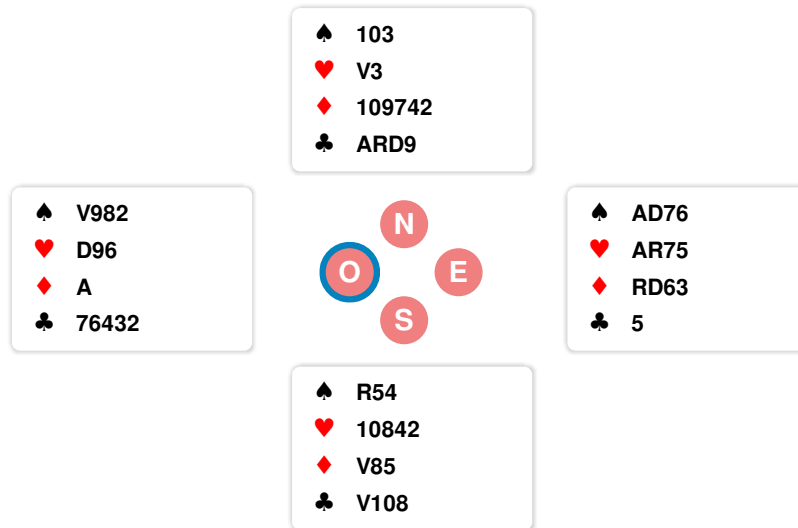 ♠ 103
♥ V3
♦ 109742
♣ ARD9
♠ V982
♥ D96
♦ A
♣ 76432
N
O E
S
♠ AD76
♥ AR75
♦ RD63
♣ 5
♠ R54
♥ 10842
♦ V85
♣ V108